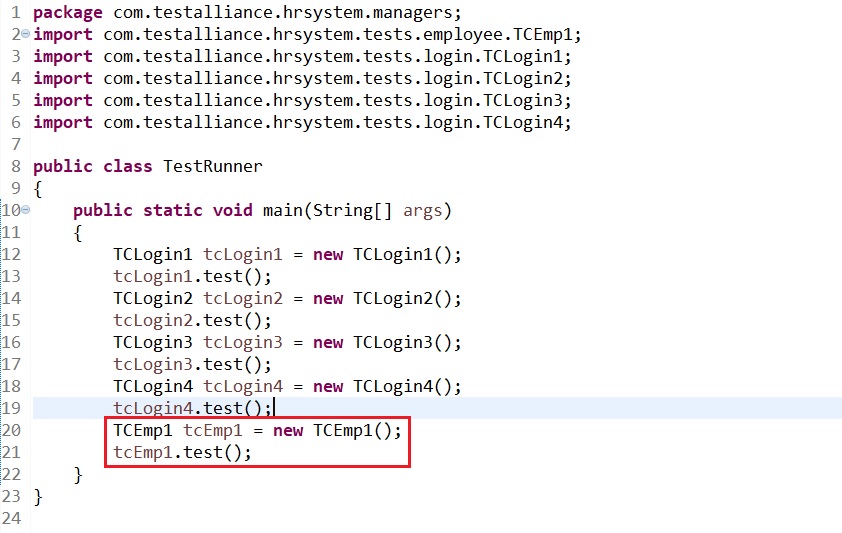 1 package com.testalliance.hrsystem.managers;
2 import com.testalliance.hrsystem.tests.employee.TCEmp1;
3 import com.testalliance.hrsystem.tests.login.TCLogin1;
4 import com.testalliance.hrsystem.tests.login.TCLogin2;
5 import com.testalliance.hrsystem.tests.login.TCLogin3;
6 import com.testalliance.hrsystem.tests.login.TCLogin4;
7
8 public class TestRunner
9 {
10     public static void main(String[] args)
11     {
12         TCLogin1 tcLogin1 = new TCLogin1();
13         tcLogin1.test();
14         TCLogin2 tcLogin2 = new TCLogin2();
15         tcLogin2.test();
16         TCLogin3 tcLogin3 = new TCLogin3();
17         tcLogin3.test();
18         TCLogin4 tcLogin4 = new TCLogin4();
19         tcLogin4.test();
20         TCEmp1 tcEmp1 = new TCEmp1();
21         tcEmp1.test();
22     }
23 }
24